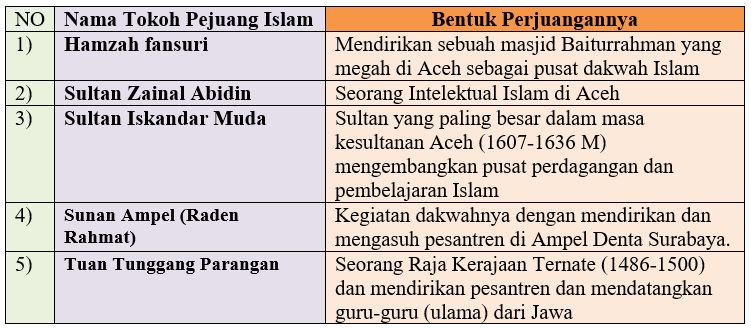 NO Nama Tokoh Pejuang Islam Bentuk Perjuangannya
1) Hamzah fansuri Mendirikan sebuah masjid Baiturrahman yang
megah di Aceh sebagai pusat dakwah Islam
2) Sultan Zainal Abidin Seorang Intelektual Islam di Aceh
3) Sultan Iskandar Muda Sultan yang paling besar dalam masa
kesultanan Aceh (1607-1636 M)
mengembangkan pusat perdagangan dan
pembelajaran Islam
4) Sunan Ampel (Raden Kegiatan dakwahnya dengan mendirikan dan
Rahmat) mengasuh pesantren di Ampel Denta Surabaya.
5) Tuan Tunggang Parangan Seorang Raja Kerajaan Ternate (1486-1500)
dan mendirikan pesantren dan mendatangkan
guru-guru (ulama) dari Jawa